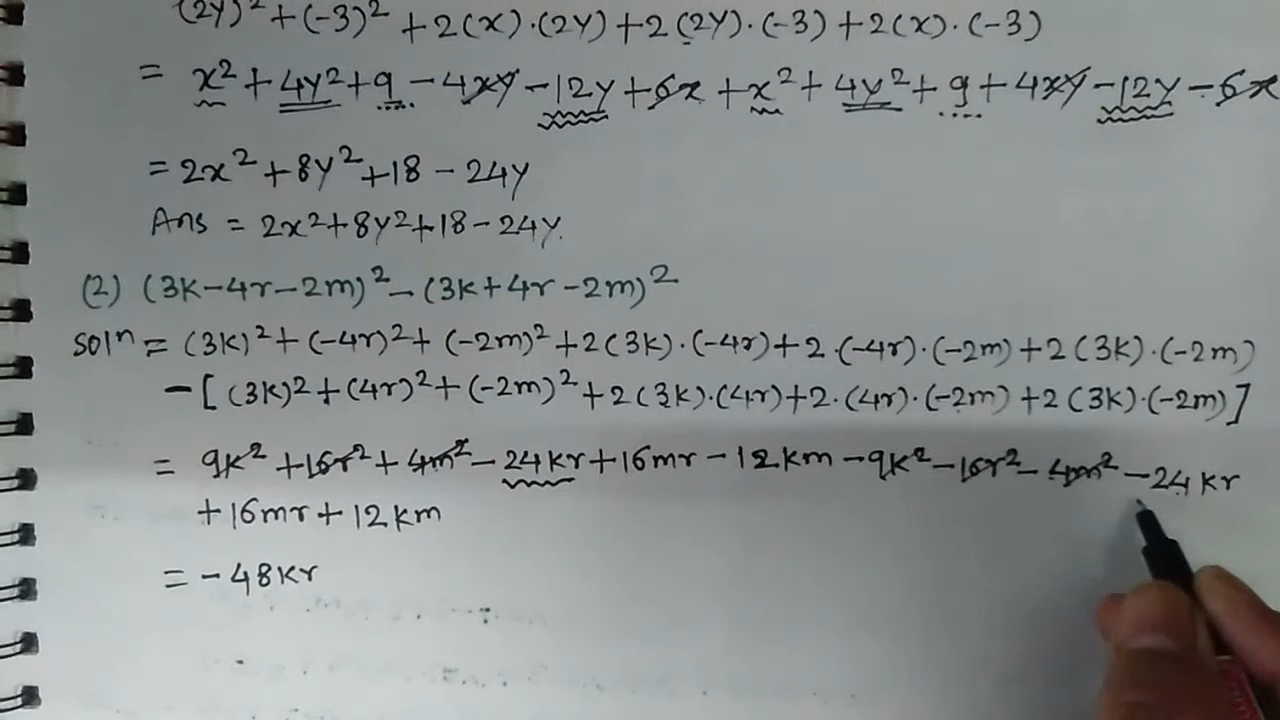 (2y)² + (-3)² + 2(x)·(2y) + 2(2y)·(-3) + 2(x)·(-3)
= x² + 4y² + 9 - 4xy - 12y + 6x + x² + 4y² + 9 + 4xy - 12y - 6x
= 2x² + 8y² + 18 - 24y
Ans = 2x² + 8y² + 18 - 24y.
(2) (3k - 4r - 2m)² - (3k + 4r - 2m)²
solⁿ = (3k)² + (-4r)² + (-2m)² + 2(3k)·(-4r) + 2·(-4r)·(-2m) + 2(3k)·(-2m)
- [(3k)² + (4r)² + (-2m)² + 2(3k)·(4r) + 2·(4r)·(-2m) + 2(3k)·(-2m)]
= 9k² + 16r² + 4m² - 24kr + 16mr - 12km - 9k² - 16r² - 4m² - 24kr
+ 16mr + 12km
= - 48kr